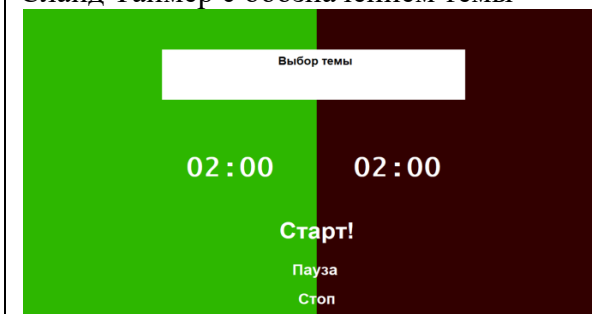 Слайд Таймер с обозначением темы
Выбор темы
02:00 02:00
Старт!
Пауза
Стоп